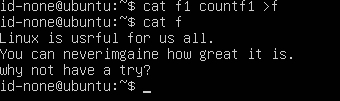 id-none@ubuntu:~$ cat f1 countf1 >f
id-none@ubuntu:~$ cat f
Linux is usrful for us all.
You can neverimgaine how great it is.
why not have a try?
id-none@ubuntu:~$ _